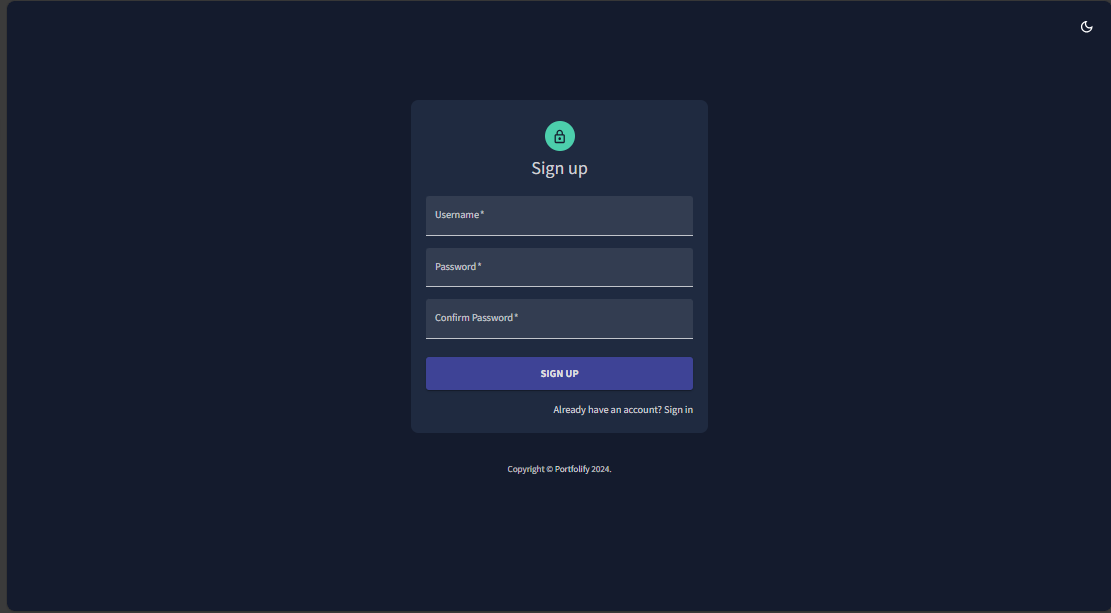 Sign up
Username *
Password *
Confirm Password *
SIGN UP
Already have an account? Sign in
Copyright © Portfolify 2024.